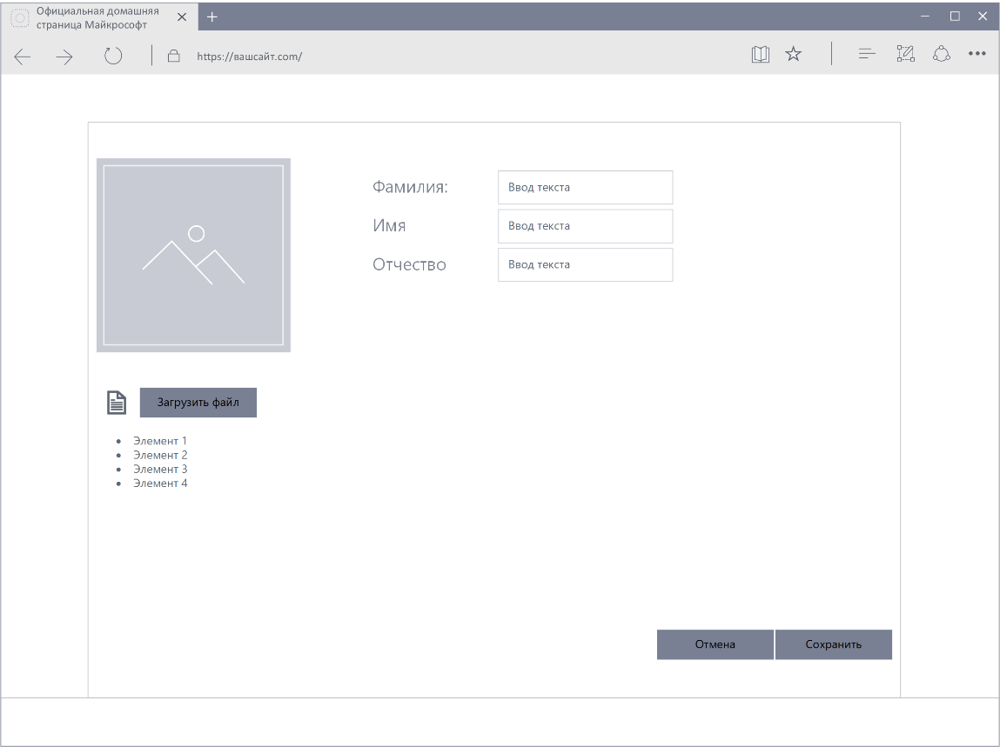 Официальная домашняя
страница Майкрософт
https://вашсайт.com/
Фамилия:
Ввод текста
Имя
Ввод текста
Отчество
Ввод текста
Загрузить файл
Элемент 1
Элемент 2
Элемент 3
Элемент 4
Отмена
Сохранить